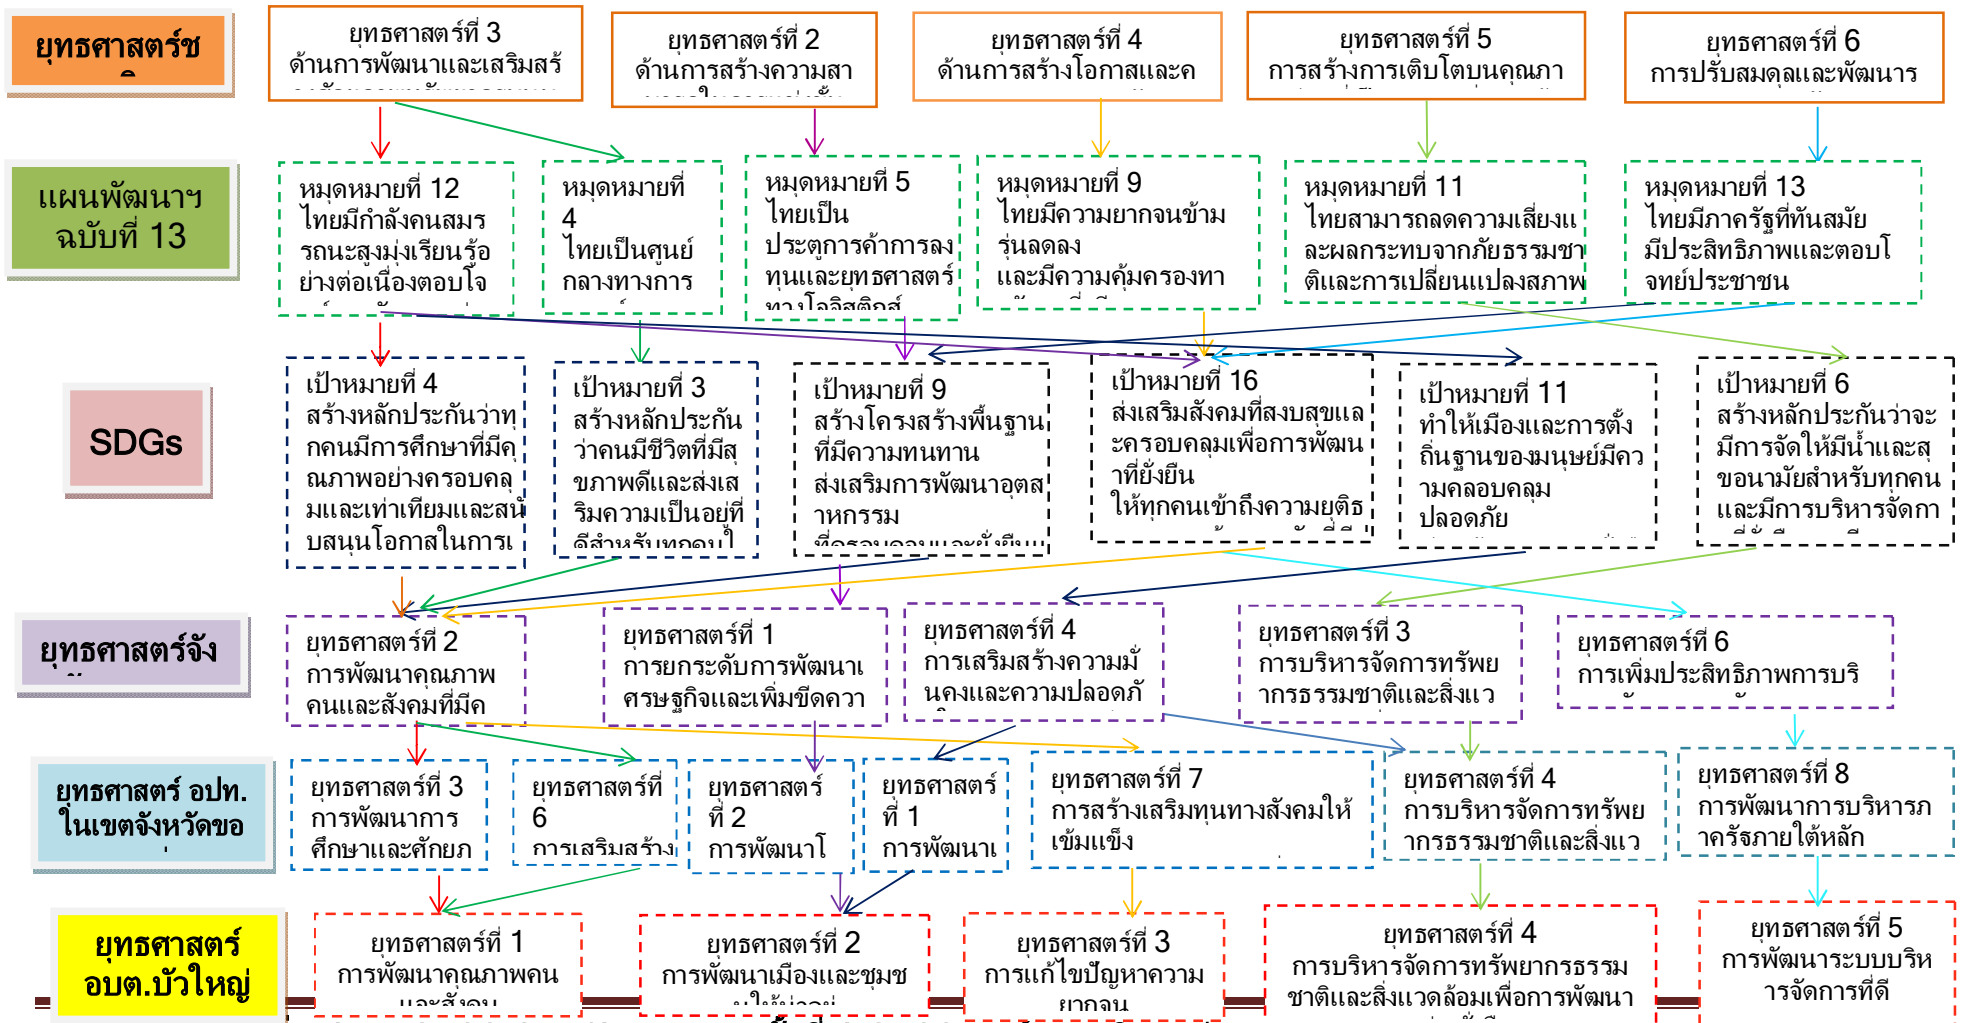 ยุทธศาสตร์ช
ยุทธศาสตร์ที่ 3
ด้านการพัฒนาและเสริมสร้
ยุทธศาสตร์ที่ 2
ด้านการสร้างความสา
ยุทธศาสตร์ที่ 4
ด้านการสร้างโอกาสและค
ยุทธศาสตร์ที่ 5
การสร้างการเติบโตบนคุณภา
ยุทธศาสตร์ที่ 6
การปรับสมดุลและพัฒนาร
แผนพัฒนาฯ
ฉบับที่ 13
หมุดหมายที่ 12
ไทยมีกำลังคนสมร
รถนะสูงมุ่งเรียนรู้อ
ย่างต่อเนื่องตอบโจ
หมุดหมายที่
4
ไทยเป็นศูนย์
กลางทางการ
หมุดหมายที่ 5
ไทยเป็น
ประตูการค้าการลง
ทุนและยุทธศาสตร์
ทางโลจิสติกส์
หมุดหมายที่ 9
ไทยมีความยากจนข้าม
รุ่นลดลง
และมีความคุ้มครองทา
หมุดหมายที่ 11
ไทยสามารถลดความเสี่ยงแ
ละผลกระทบจากภัยธรรมชา
ติและการเปลี่ยนแปลงสภาพ
หมุดหมายที่ 13
ไทยมีภาครัฐที่ทันสมัย
มีประสิทธิภาพและตอบโ
จทย์ประชาชน
SDGs
เป้าหมายที่ 4
สร้างหลักประกันว่าทุ
กคนมีการศึกษาที่มีคุ
ณภาพอย่างครอบคลุ
มและเท่าเทียมและสนั
บสนุนโอกาสในการเ
เป้าหมายที่ 3
สร้างหลักประกัน
ว่าคนมีชีวิตที่มีสุ
ขภาพดีและส่งเส
ริมความเป็นอยู่ที่
ดีสำหรับทุกคนใ
เป้าหมายที่ 9
สร้างโครงสร้างพื้นฐาน
ที่มีความทนทาน
ส่งเสริมการพัฒนาอุตส
าหกรรม
ที่ครอบคลุมและยั่งยืนแ
เป้าหมายที่ 16
ส่งเสริมสังคมที่สงบสุขแล
ะครอบคลุมเพื่อการพัฒน
าที่ยั่งยืน
ให้ทุกคนเข้าถึงความยุติธ
เป้าหมายที่ 11
ทำให้เมืองและการตั้ง
ถิ่นฐานของมนุษย์มีคว
ามคลอบคลุม
ปลอดภัย
เป้าหมายที่ 6
สร้างหลักประกันว่าจะ
มีการจัดให้มีน้ำและสุ
ขอนามัยสำหรับทุกคน
และมีการบริหารจัดกา
ยุทธศาสตร์จัง
ยุทธศาสตร์ที่ 2
การพัฒนาคุณภาพ
คนและสังคมที่มีค
ยุทธศาสตร์ที่ 1
การยกระดับการพัฒนาเ
ศรษฐกิจและเพิ่มขีดควา
ยุทธศาสตร์ที่ 4
การเสริมสร้างความมั่
นคงและความปลอดภั
ยุทธศาสตร์ที่ 3
การบริหารจัดการทรัพย
ากรธรรมชาติและสิ่งแว
ยุทธศาสตร์ที่ 6
การเพิ่มประสิทธิภาพการบริ
ยุทธศาสตร์ อปท.
ในเขตจังหวัดขอ
ยุทธศาสตร์ที่ 3
การพัฒนาการ
ศึกษาและศักยภ
ยุทธศาสตร์ที่
6
การเสริมสร้าง
ยุทธศาสตร์
ที่ 2
การพัฒนาโ
ยุทธศาสตร์
ที่ 1
การพัฒนาเ
ยุทธศาสตร์ที่ 7
การสร้างเสริมทุนทางสังคมให้
เข้มแข็ง
ยุทธศาสตร์ที่ 4
การบริหารจัดการทรัพย
ากรธรรมชาติและสิ่งแว
ยุทธศาสตร์ที่ 8
การพัฒนาการบริหารภ
าครัฐภายใต้หลัก
ยุทธศาสตร์
อบต.บัวใหญ่
ยุทธศาสตร์ที่ 1
การพัฒนาคุณภาพคน
และสังคม
ยุทธศาสตร์ที่ 2
การพัฒนาเมืองและชุมช
นให้น่าอยู่
ยุทธศาสตร์ที่ 3
การแก้ไขปัญหาความ
ยากจน
ยุทธศาสตร์ที่ 4
การบริหารจัดการทรัพยากรธรรม
ชาติและสิ่งแวดล้อมเพื่อการพัฒนา
ยุทธศาสตร์ที่ 5
การพัฒนาระบบบริห
ารจัดการที่ดี